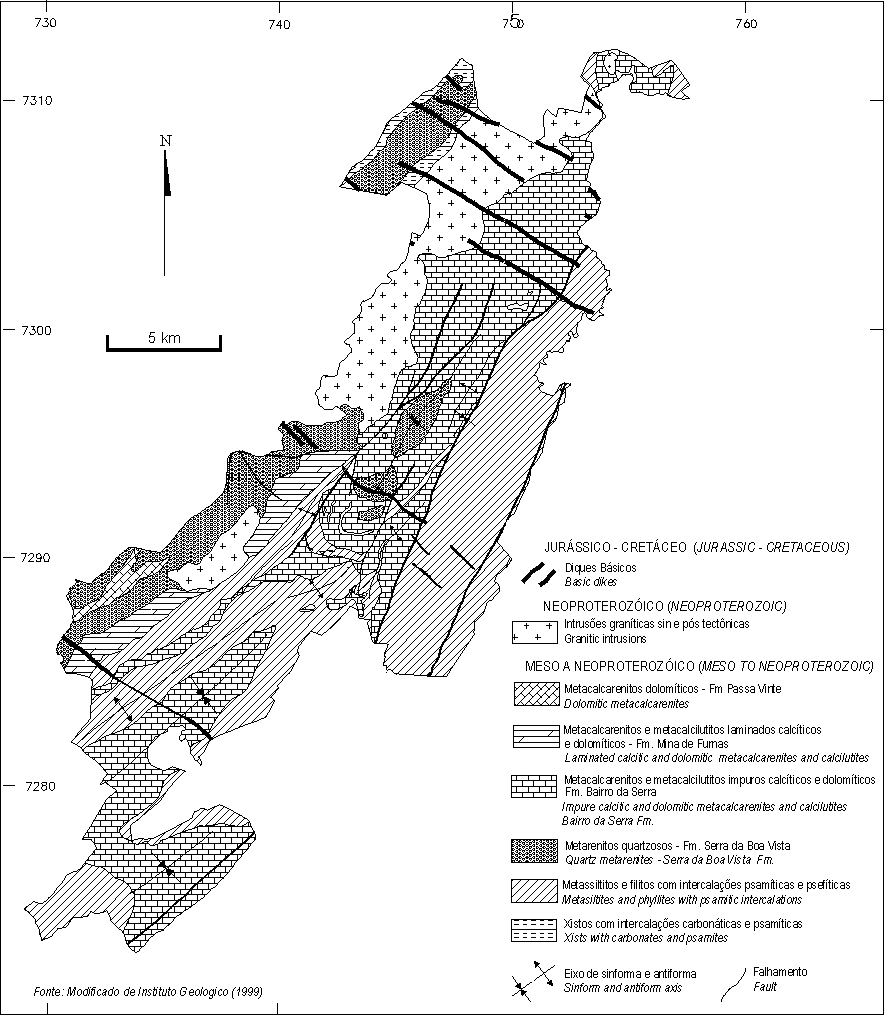 730
740
750
760
7310
N
7300
5 km
7290
7280
JURÁSSICO - CRETÁCEO (JURASSIC - CRETACEOUS)
Diques Básicos
Basic dikes
NEOPROTEROZÓICO (NEOPROTEROZOIC)
Intrusões graníticas sin e pós tectônicas
Granitic intrusions
MESO A NEOPROTEROZÓICO (MESO TO NEOPROTEROZOIC)
Metacalcarenitos dolomíticos - Fm Passa Vinte
Dolomitic metacalcarenites
Metacalcarenitos e metacalcilutitos laminados calcíticos
e dolomíticos - Fm. Mina de Furnas
Laminated calcitic and dolomitic metacalcarenites and calcilutites
Metacalcarenitos e metacalcilutitos impuros calcíticos e dolomíticos
Fm. Bairro da Serra
Impure calcitic and dolomitic metacalcarenites and calcilutites
Bairro da Serra Fm.
Metarenitos quartzosos - Fm. Serra da Boa Vista
Quartz metarenites - Serra da Boa Vista Fm.
Metassiltitos e filitos com intercalações psamíticas e psefíticas
Metasiltites and phyllites with psamitic intercalations
Xistos com intercalações carbonáticas e psamíticas
Xists with carbonates and psamites
Eixo de sinforma e antiforma
Sinform and antiform axis
Falhamento
Fault
Fonte: Modificado de Instituto Geologico (1999)